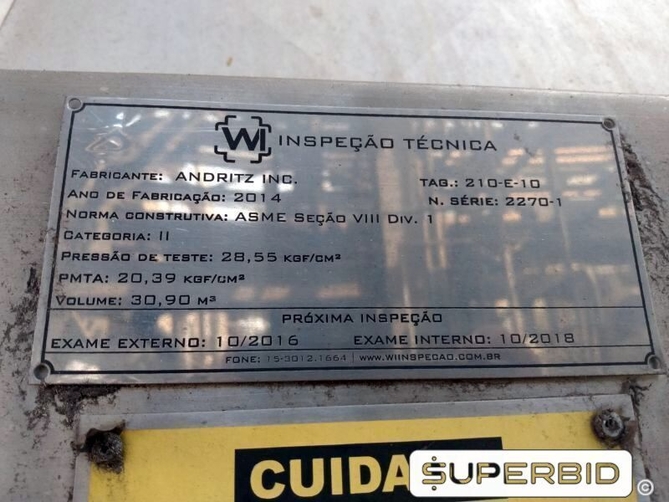 WI INSPEÇÃO TÉCNICA
FABRICANTE: ANDRITZ INC. TAG.: 210-E-10
ANO DE FABRICAÇÃO: 2014 N. SÉRIE: 2270-1
NORMA CONSTRUTIVA: ASME SEÇÃO VIII DIV. 1
CATEGORIA: II
PRESSÃO DE TESTE: 28,55 KGF/CM²
PMTA: 20,39 KGF/CM²
VOLUME: 30,90 M³
PRÓXIMA INSPEÇÃO
EXAME EXTERNO: 10/2016 EXAME INTERNO: 10/2018
FONE: 15-3012.1664 | WWW.WIINSPECAO.COM.BR
CUIDA
SUPERBID
©